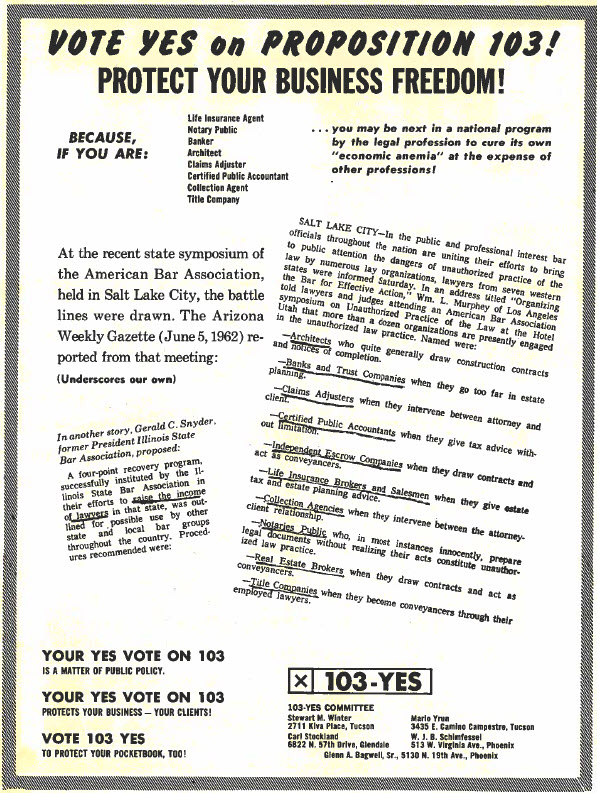 VOTE YES on PROPOSITION 103!
PROTECT YOUR BUSINESS FREEDOM!
BECAUSE,
IF YOU ARE:
Life Insurance Agent
Notary Public
Banker
Architect
Claims Adjuster
Certified Public Accountant
Collection Agent
Title Company
. . . you may be next in a national program
by the legal profession to cure its own
"economic anemia" at the expense of
other professions!
At the recent state symposium of
the American Bar Association,
held in Salt Lake City, the battle
lines were drawn. The Arizona
Weekly Gazette (June 5, 1962) re-
ported from that meeting:
(Underscores our own)
SALT LAKE CITY—In the public and professional interest bar
officials throughout the nation are uniting their efforts to bring
to public attention the dangers of unauthorized practice of the
law by numerous lay organizations, lawyers from seven western
states were informed Saturday. In an address titled "Organizing
the Bar for Effective Action," Wm. L. Murphey of Los Angeles
told lawyers and judges attending an American Bar Association
symposium on Unauthorized Practice of the Law at the Hotel
Utah that more than a dozen organizations are presently engaged
in the unauthorized law practice. Named were:
—Architects who quite generally draw construction contracts
and notices of completion.
—Banks and Trust Companies when they go too far in estate
planning.
—Claims Adjusters when they intervene between attorney and
client.
—Certified Public Accountants when they give tax advice with-
out limitation.
—Independent Escrow Companies when they draw contracts and
act as conveyancers.
—Life Insurance Brokers and Salesmen when they give estate
tax and estate planning advice.
—Collection Agencies when they intervene between the attorney-
client relationship.
—Notaries Public who, in most instances innocently, prepare
legal documents without realizing their acts constitute unauthor-
ized law practice.
—Real Estate Brokers when they draw contracts and act as
conveyancers.
—Title Companies when they become conveyancers through their
employed lawyers.
In another story, Gerald C. Snyder,
former President Illinois State
Bar Association, proposed:
A four-point recovery program,
successfully instituted by the Il-
linois State Bar Association in
their efforts to raise the income
of lawyers in that state, was out-
lined for possible use by other
state and local bar groups
throughout the country. Proced-
ures recommended were:
YOUR YES VOTE ON 103
IS A MATTER OF PUBLIC POLICY.
YOUR YES VOTE ON 103
PROTECTS YOUR BUSINESS — YOUR CLIENTS!
VOTE 103 YES
TO PROTECT YOUR POCKETBOOK, TOO!
X 103-YES
103-YES COMMITTEE
Stewart M. Winter
2711 Kiva Place, Tucson
Carl Stockland
6822 N. 57th Drive, Glendale
Mario Yrun
3435 E. Camino Campestre, Tucson
W. J. B. Schimfessel
513 W. Virginia Ave., Phoenix
Glenn A. Bagwell, Sr., 5130 N. 19th Ave., Phoenix